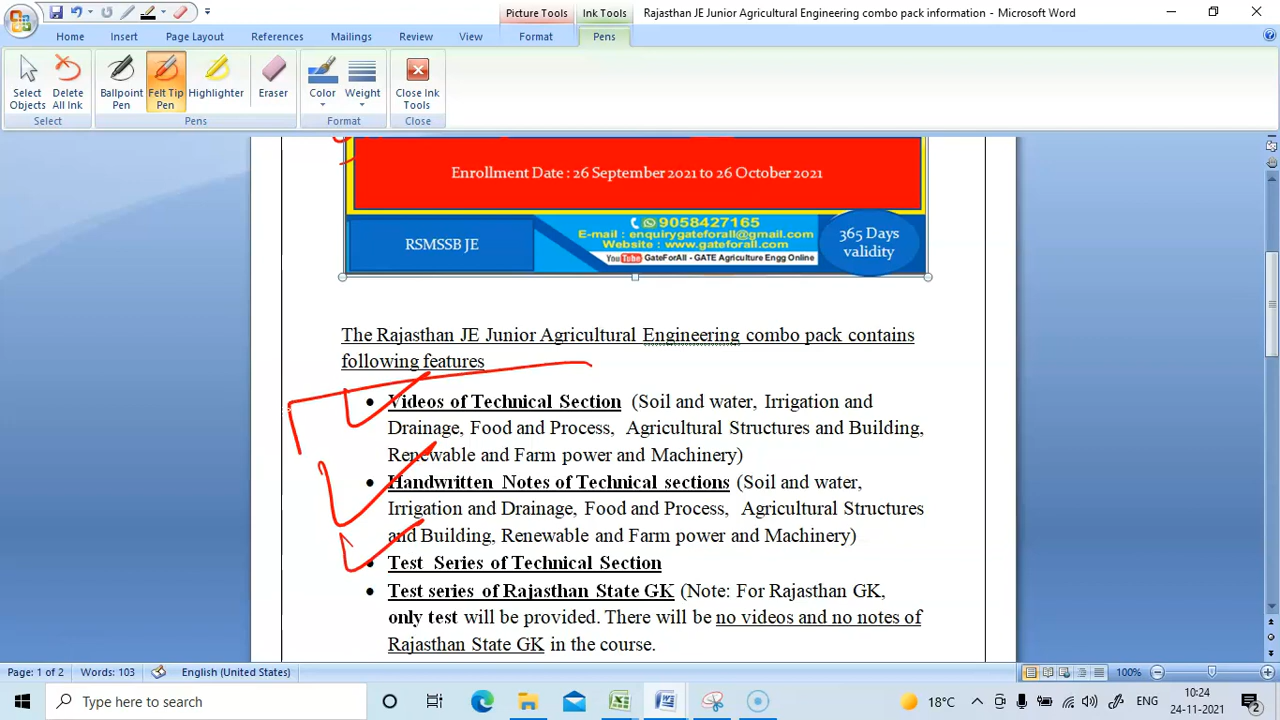 Picture Tools
Ink Tools
Rajasthan JE Junior Agricultural Engineering combo pack information - Microsoft Word
Home
Insert
Page Layout
References
Mailings
Review
View
Format
Pens
Select Objects
Delete All Ink
Ballpoint Pen
Felt Tip Pen
Highlighter
Eraser
Color
Weight
Close Ink Tools
Select
Pens
Format
Close
Enrollment Date : 26 September 2021 to 26 October 2021
RSMSSB JE
9058427165
E-mail : enquirygateforall@gmail.com
Website : www.gateforall.com
YouTube GateForAll - GATE Agriculture Engg Online
365 Days
validity
The Rajasthan JE Junior Agricultural Engineering combo pack contains
following features
• Videos of Technical Section (Soil and water, Irrigation and
Drainage, Food and Process, Agricultural Structures and Building,
Renewable and Farm power and Machinery)
• Handwritten Notes of Technical sections (Soil and water,
Irrigation and Drainage, Food and Process, Agricultural Structures
and Building, Renewable and Farm power and Machinery)
• Test Series of Technical Section
• Test series of Rajasthan State GK (Note: For Rajasthan GK,
only test will be provided. There will be no videos and no notes of
Rajasthan State GK in the course.
Page: 1 of 2
Words: 103
English (United States)
100%
Type here to search
18°C
ENG
10:24
24-11-2021
2